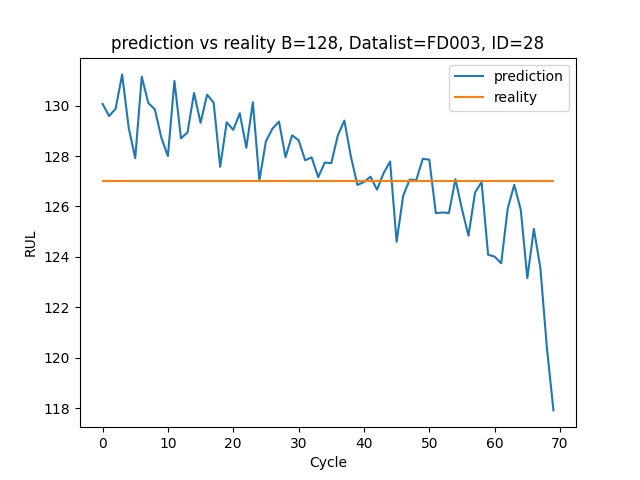 prediction vs reality B=128, Datalist=FD003, ID=28
prediction
reality
RUL
130
128
126
124
122
120
118
0 10 20 30 40 50 60 70
Cycle